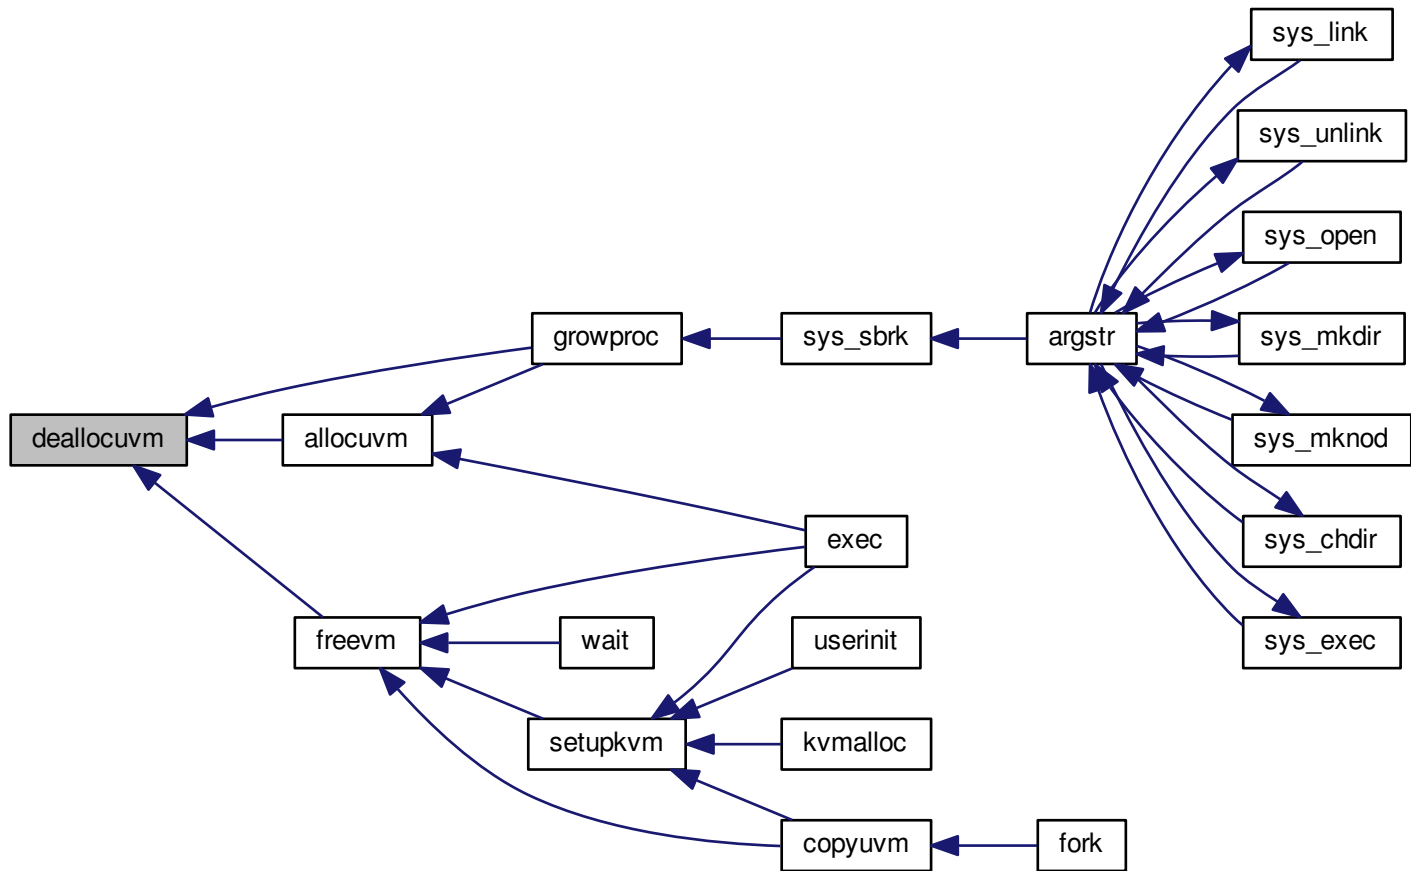 sys_link
sys_unlink
sys_open
growproc
sys_sbrk
argstr
sys_mkdir
deallocuvm
allocuvm
sys_mknod
exec
sys_chdir
freevm
wait
userinit
sys_exec
setupkvm
kvmalloc
copyuvm
fork